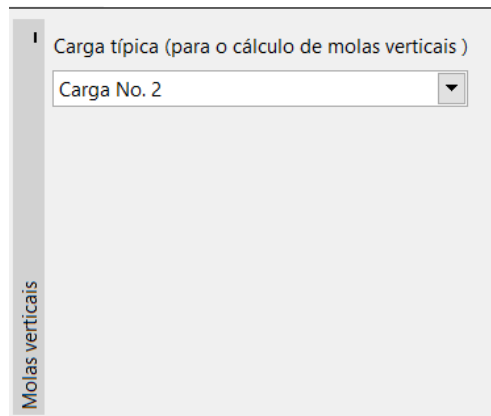 Carga típica (para o cálculo de molas verticais )
Carga No. 2
Molas verticais